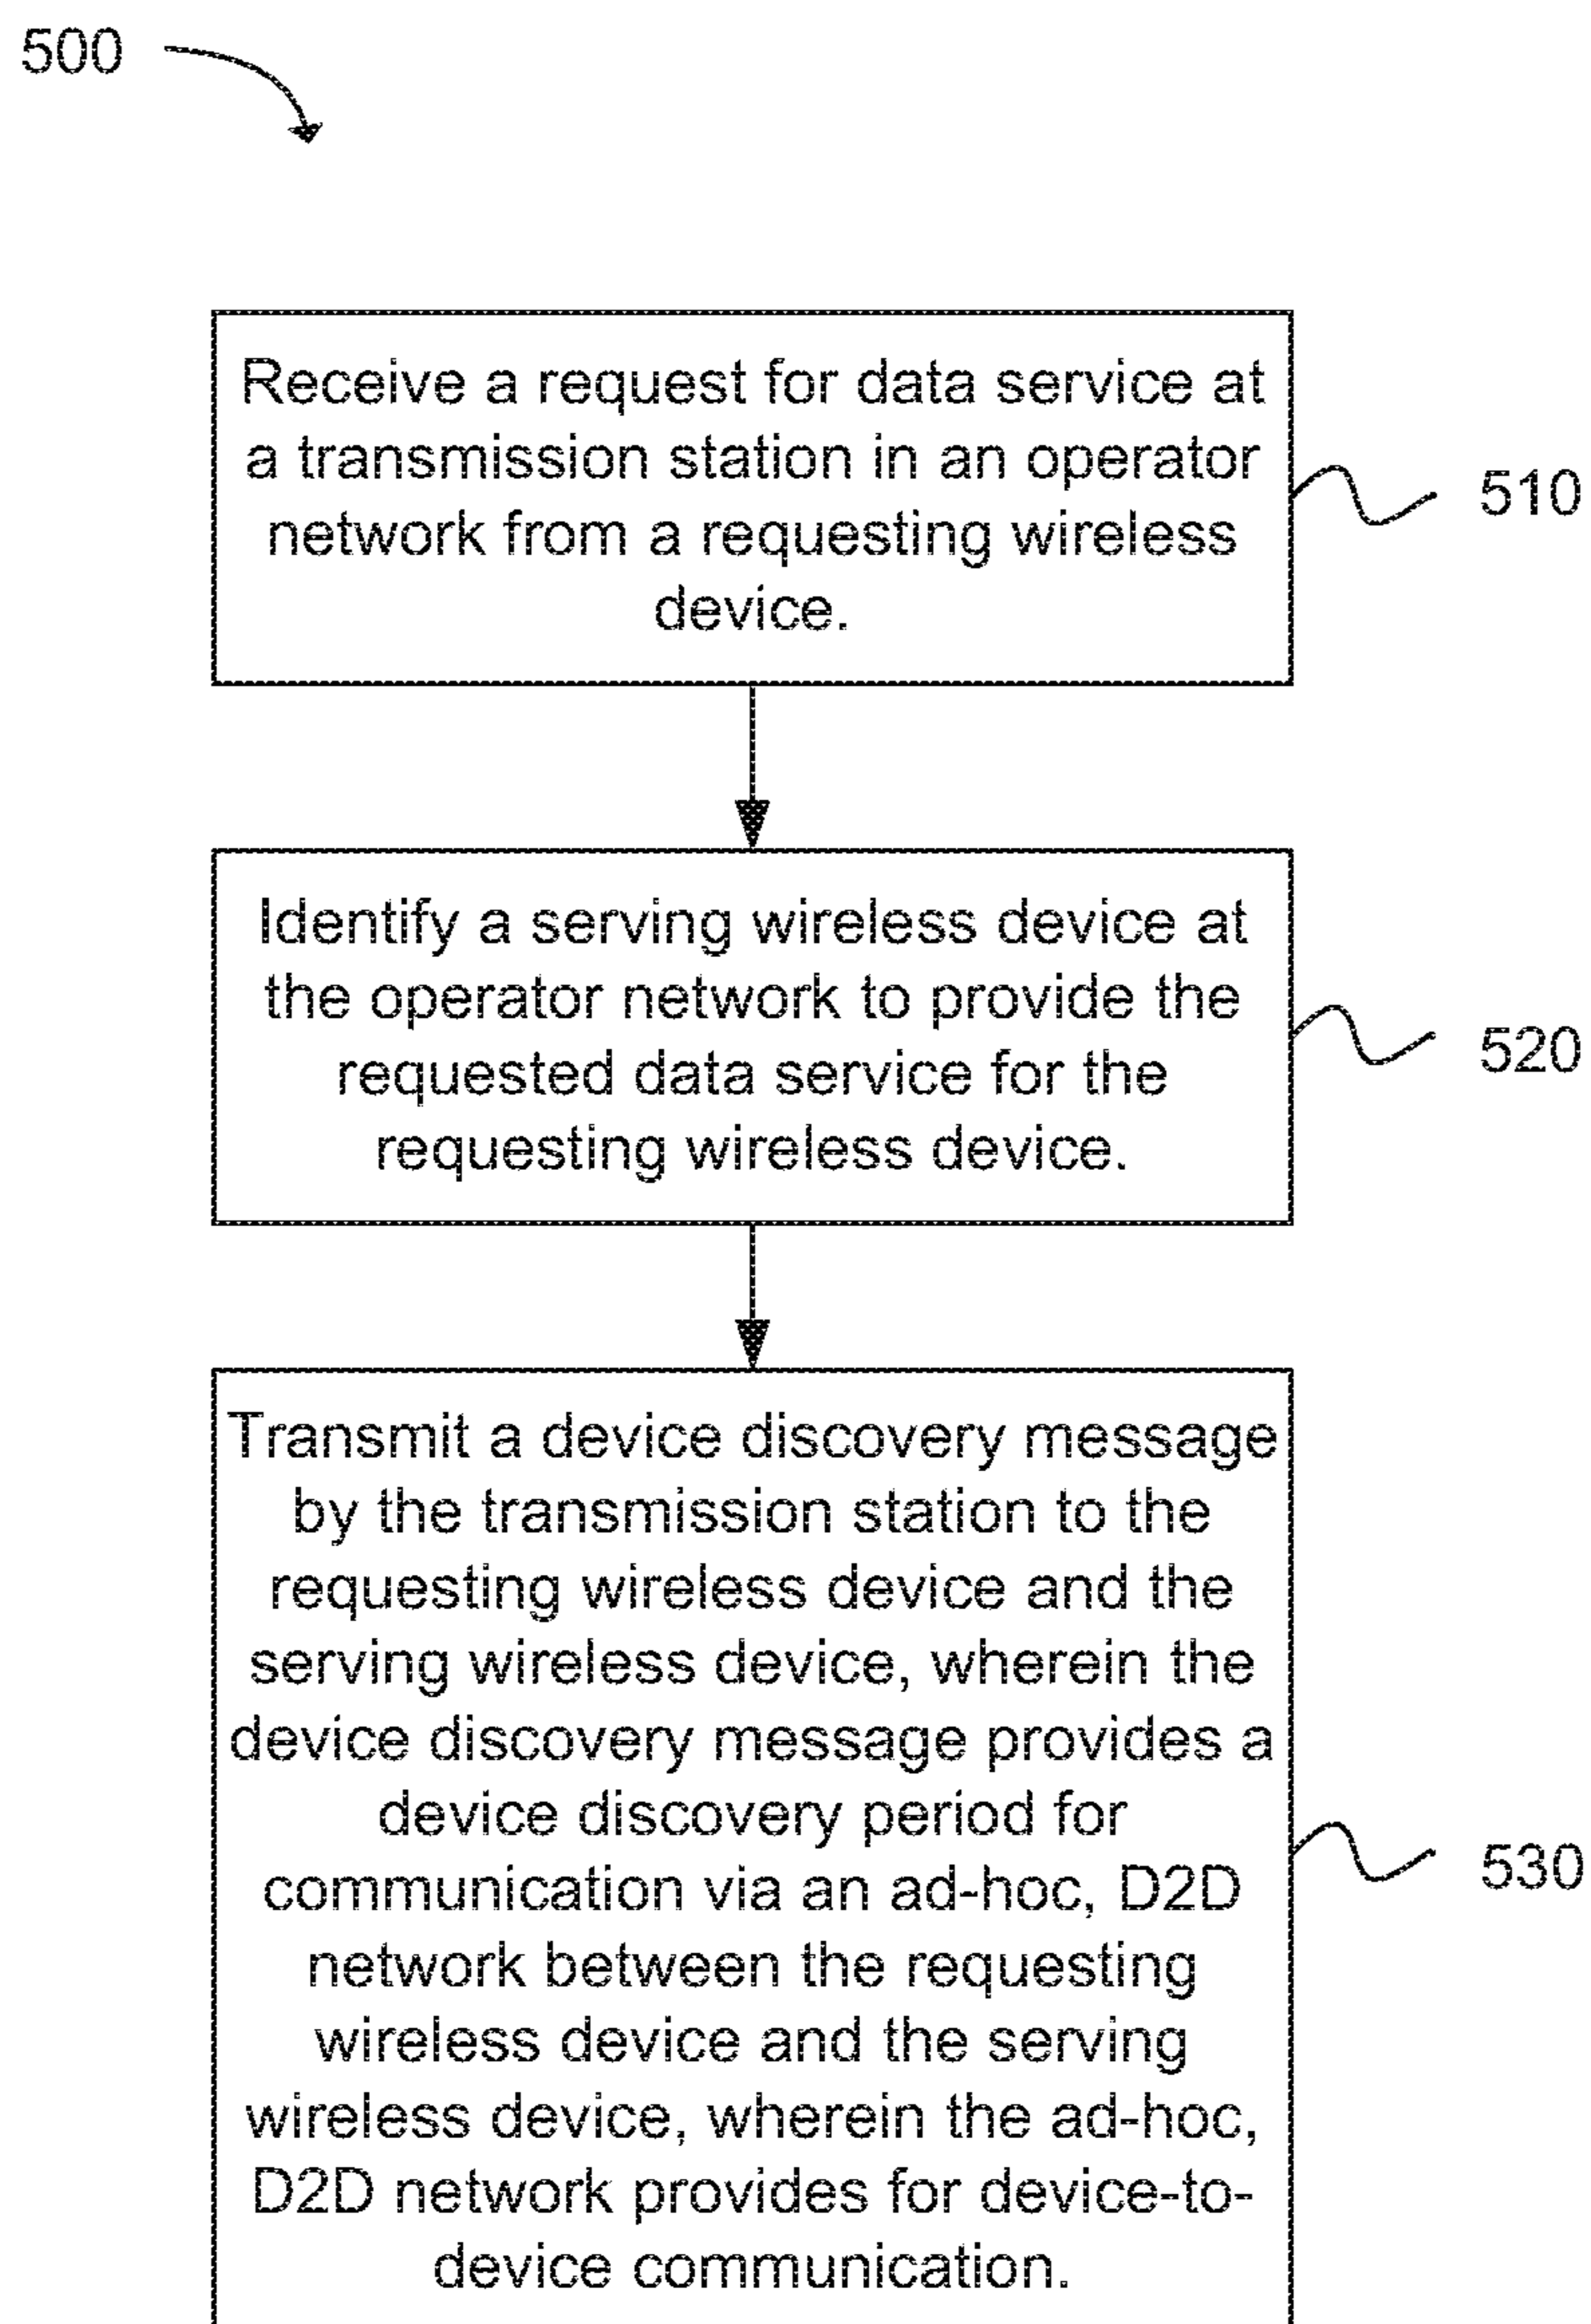 500
Receive a request for data service at
a transmission station in an operator
network from a requesting wireless
device.
510
Identify a serving wireless device at
the operator network to provide the
requested data service for the
requesting wireless device.
520
Transmit a device discovery message
by the transmission station to the
requesting wireless device and the
serving wireless device, wherein the
device discovery message provides a
device discovery period for
communication via an ad-hoc, D2D
network between the requesting
wireless device and the serving
wireless device, wherein the ad-hoc,
D2D network provides for device-to-
device communication.
530